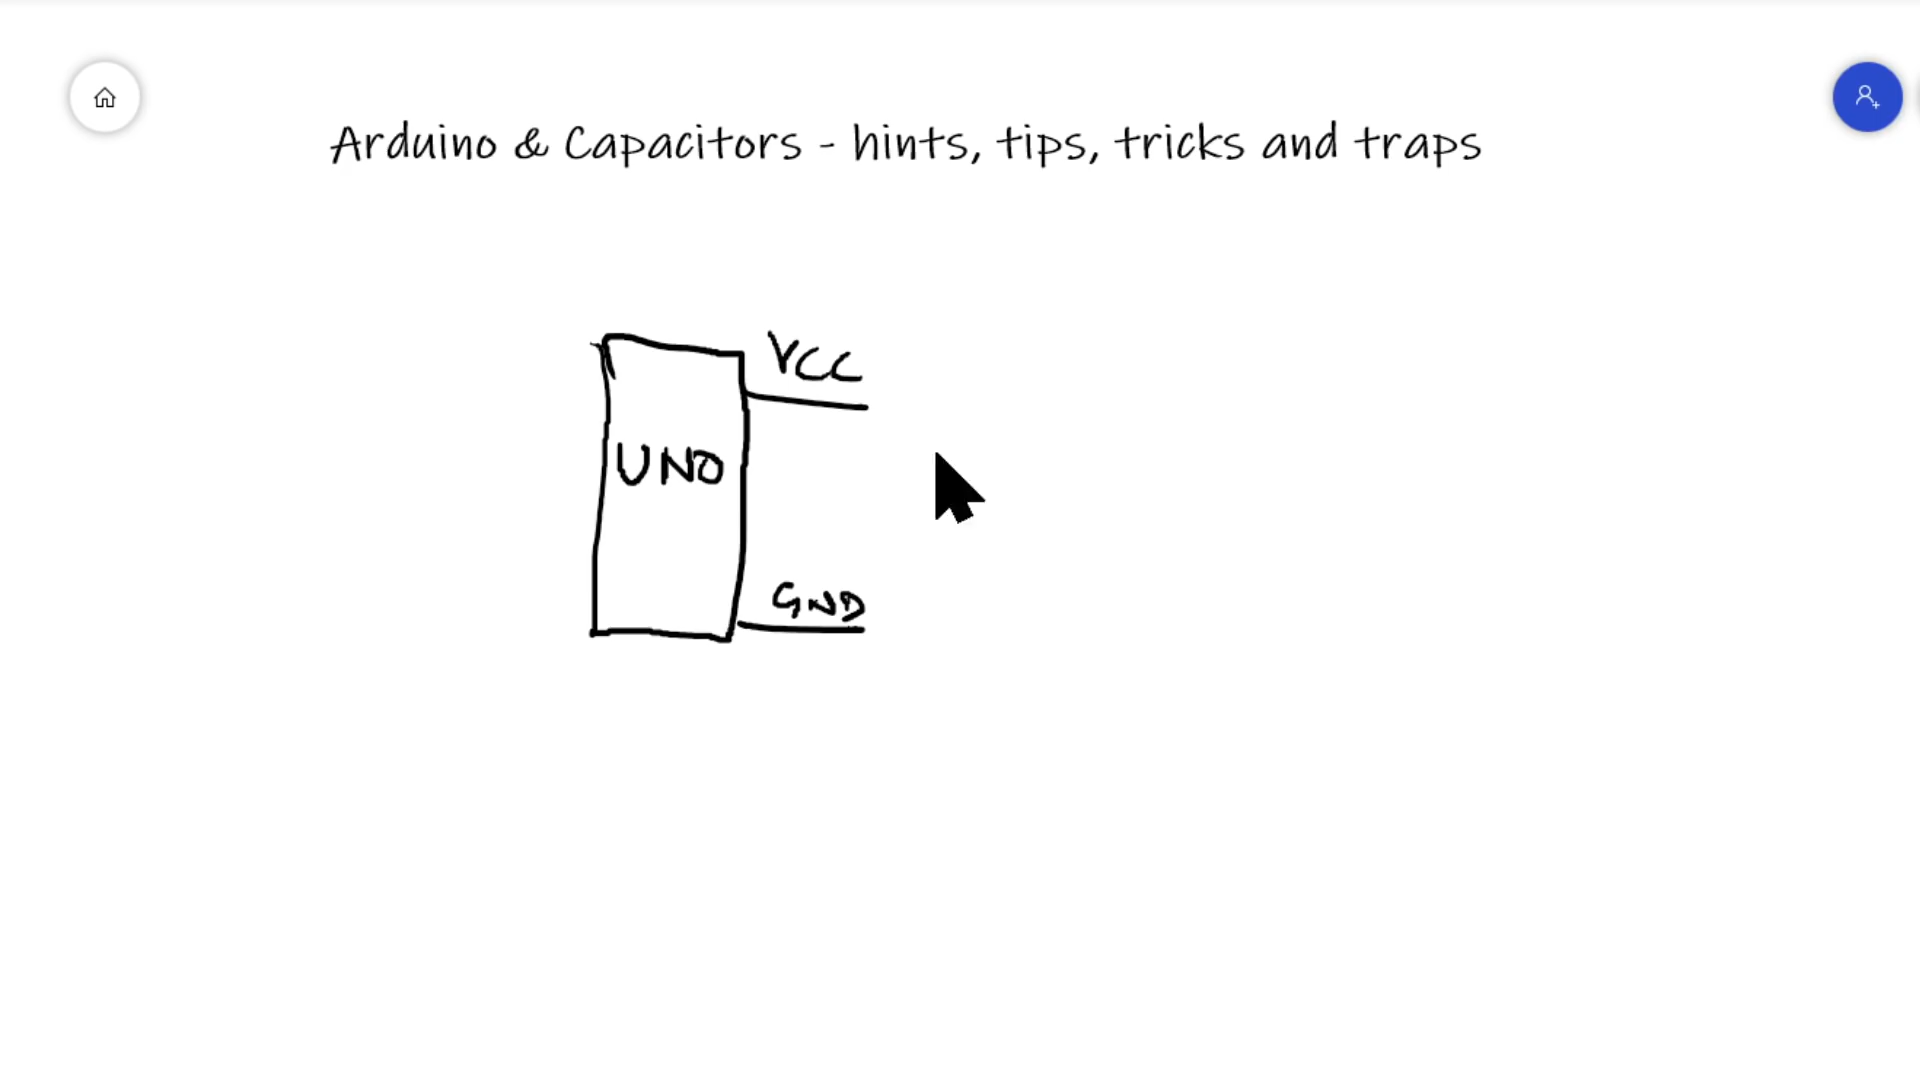 Arduino & Capacitors - hints, tips, tricks and traps
VCC
UNO
GND